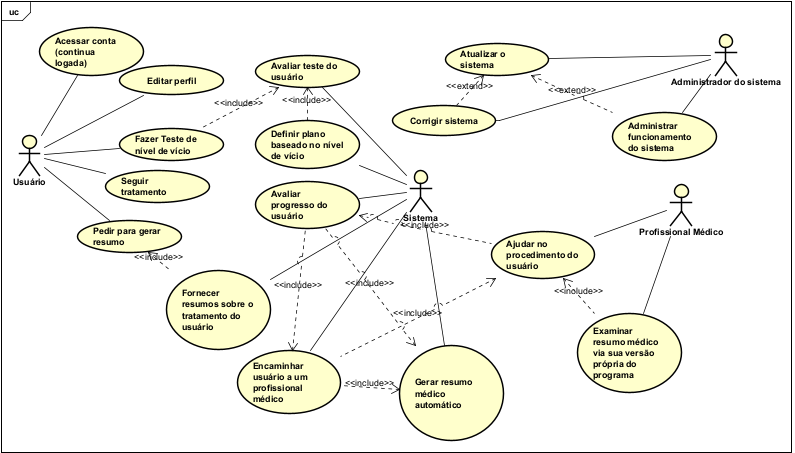 uc
Acessar conta
(continua
logada)
Editar perfil
Fazer Teste de
nível de vício
Seguir
tratamento
Pedir para gerar
resumo
Usuário
<<include>>
<<include>>
<<include>>
Avaliar teste do
usuário
Definir plano
baseado no nível
de vício
Avaliar
progresso do
usuário
Fornecer
resumos sobre o
tratamento do
usuário
Encaminhar
usuário a um
profissional
médico
Gerar resumo
médico
automático
Sistema
<<include>>
<<include>>
<<include>>
<<include>>
<<include>>
Atualizar o
sistema
<<extend>>
<<extend>>
Corrigir sistema
Administrar
funcionamento
do sistema
Administrador do sistema
Profissional Médico
Ajudar no
procedimento do
usuário
<<include>>
Examinar
resumo médico
via sua versão
própria do
programa